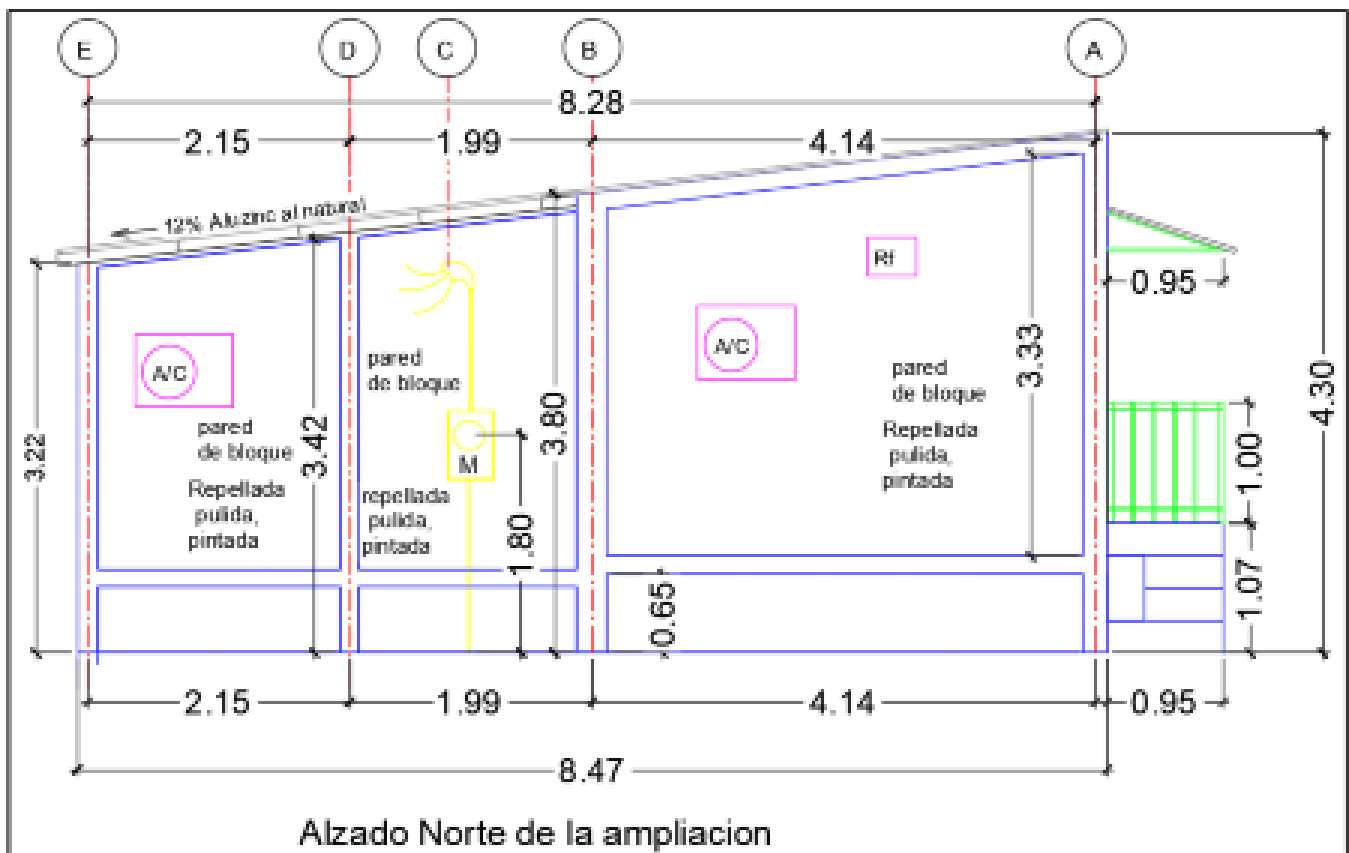 E D C B A
8.28
2.15 1.99 4.14
12% Aluzinc al natural
Rf
0.95
A/C
A/C
pared
de bloque
pared
de bloque
pared
de bloque
3.22
3.42
3.80
3.33
4.30
M
Repellada
pulida,
pintada
repellada
pulida,
pintada
Repellada
pulida,
pintada
1.80
0.65
1.00
1.07
2.15 1.99 4.14 0.95
8.47
Alzado Norte de la ampliacion